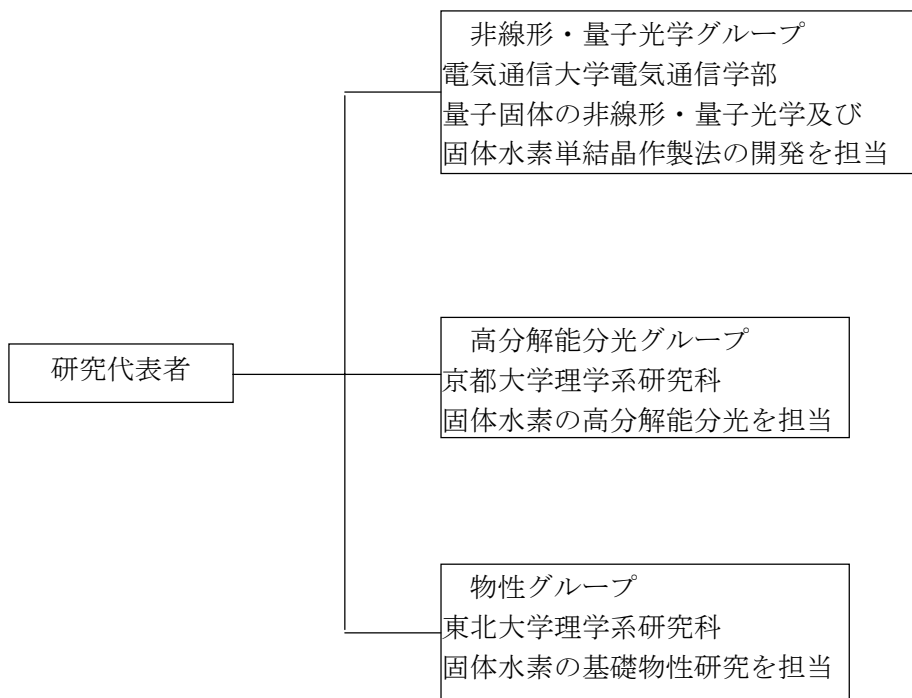 非線形・量子光学グループ
電気通信大学電気通信学部
量子固体の非線形・量子光学及び
固体水素単結晶作製法の開発を担当
研究代表者
高分解能分光グループ
京都大学理学系研究科
固体水素の高分解能分光を担当
物性グループ
東北大学理学系研究科
固体水素の基礎物性研究を担当